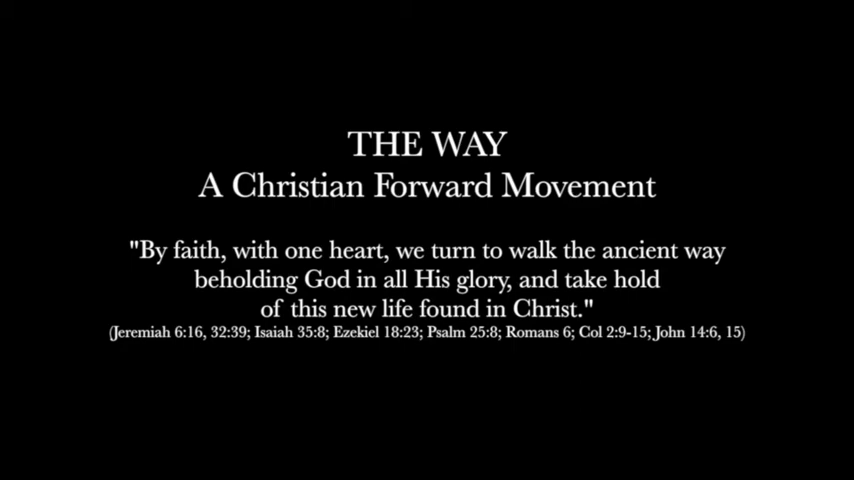 THE WAY
A Christian Forward Movement
"By faith, with one heart, we turn to walk the ancient way
beholding God in all His glory, and take hold
of this new life found in Christ."
(Jeremiah 6:16, 32:39; Isaiah 35:8; Ezekiel 18:23; Psalm 25:8; Romans 6; Col 2:9-15; John 14:6, 15)